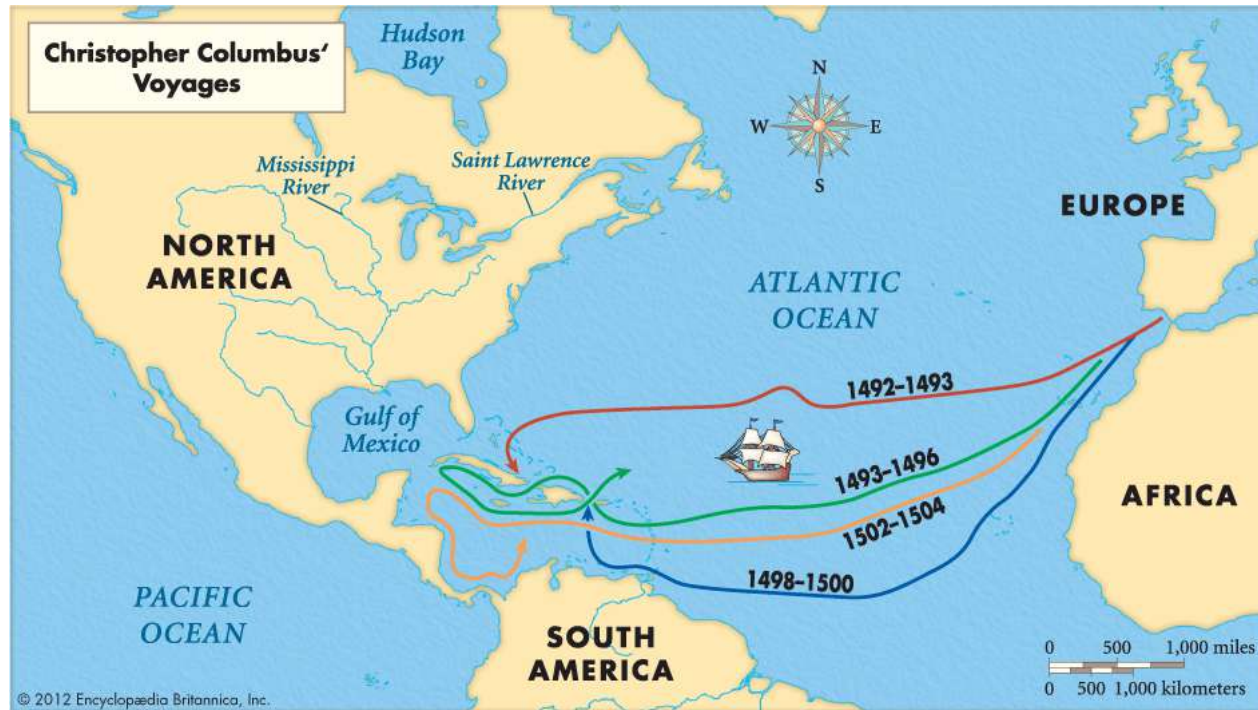 Christopher Columbus'
Voyages
Hudson
Bay
N
W
E
S
Mississippi
River
Saint Lawrence
River
EUROPE
NORTH
AMERICA
ATLANTIC
OCEAN
1492–1493
Gulf of
Mexico
1493–1496
AFRICA
1502–1504
1498–1500
PACIFIC
OCEAN
SOUTH
AMERICA
0 500 1,000 miles
0 500 1,000 kilometers
© 2012 Encyclopædia Britannica, Inc.